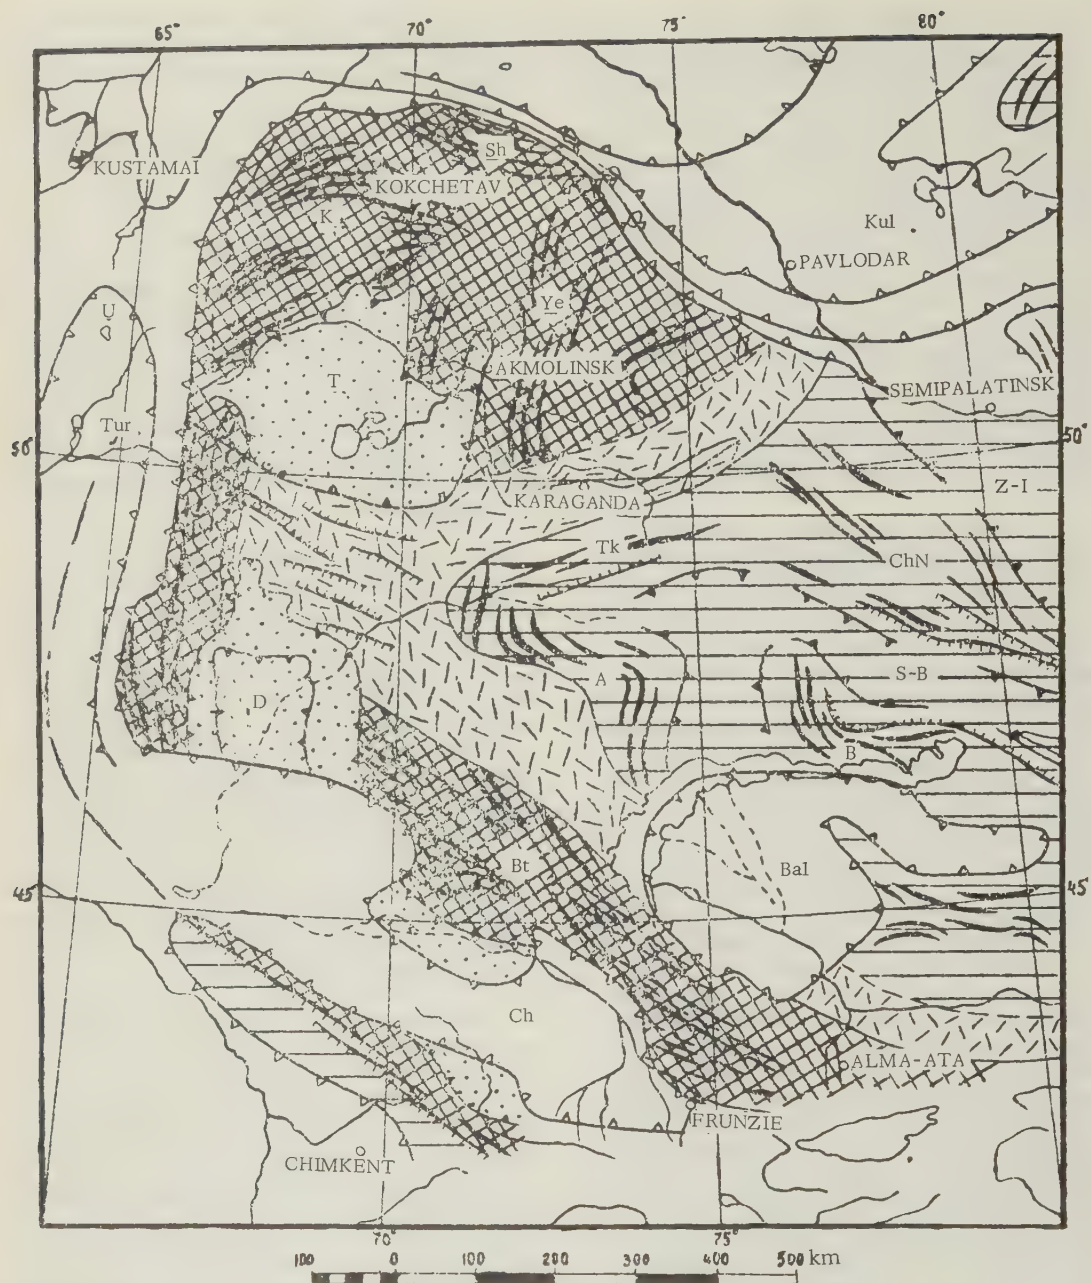 65° 70° 75° 80°
KUSTAMAĬ
Sh
KOKCHETAV
K
Kul
PAVLODAR
U
Ye
AKMOLINSK
T
SEMIPALATINSK
Tur
50° 50°
KARAGANDA
Z-I
Tk
ChN
A
S-B
D
B
Bt
Bal
45° 45°
Ch
ALMA-ATA
FRUNZIE
CHIMKENT
70° 75°
100 0 100 200 300 400 500 km